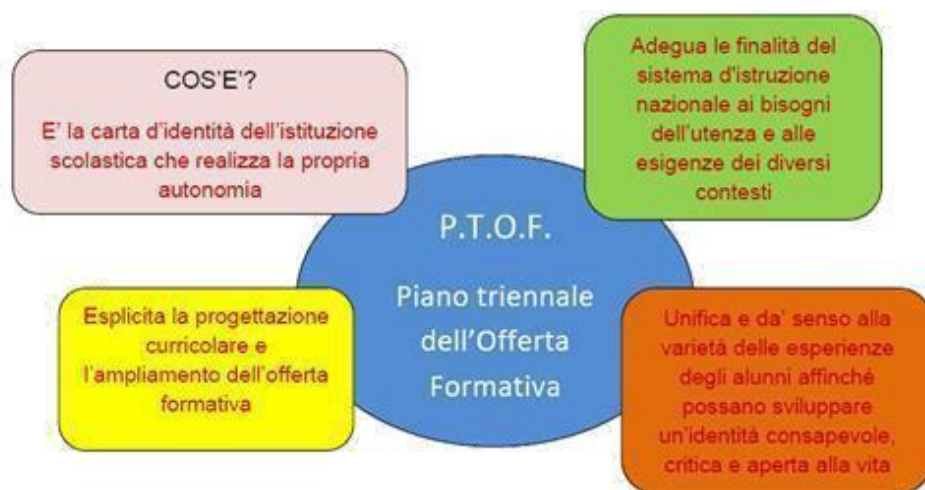 COS'E'?
E' la carta d'identità dell'istituzione
scolastica che realizza la propria
autonomia
Adegua le finalità del
sistema d'istruzione
nazionale ai bisogni
dell'utenza e alle
esigenze dei diversi
contesti
P.T.O.F.
Piano triennale
dell'Offerta
Formativa
Esplicita la progettazione
curricolare e
l'ampliamento dell'offerta
formativa
Unifica e da' senso alla
varietà delle esperienze
degli alunni affinché
possano sviluppare
un'identità consapevole,
critica e aperta alla vita